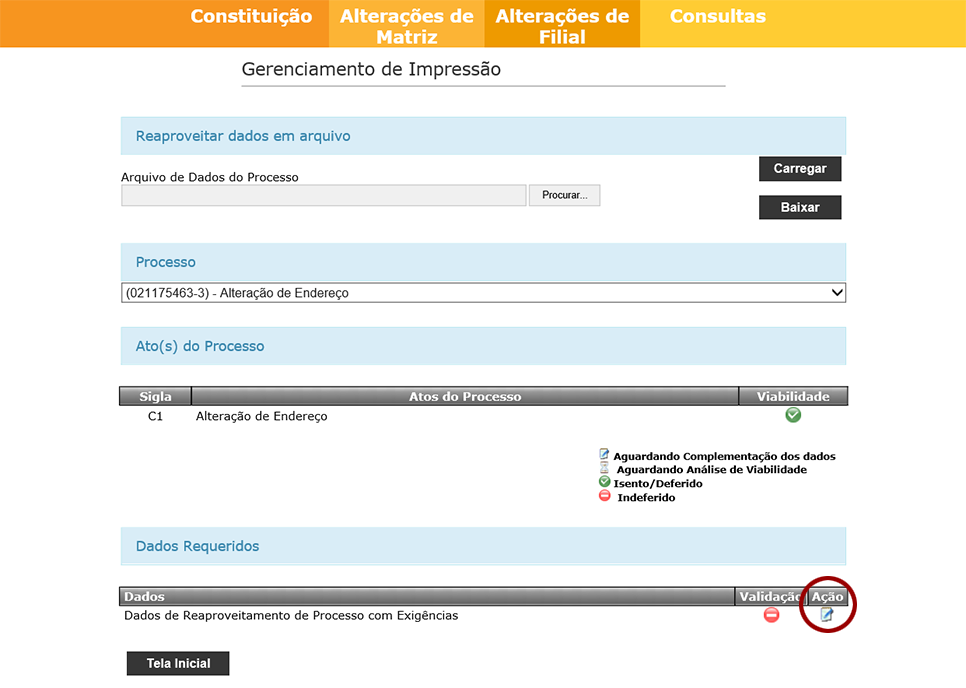 Constituição
Alterações de
Matriz
Alterações de
Filial
Consultas
Gerenciamento de Impressão
Reaproveitar dados em arquivo
Arquivo de Dados do Processo
Procurar...
Carregar
Baixar
Processo
(021175463-3) - Alteração de Endereço
Ato(s) do Processo
Sigla Atos do Processo Viabilidade
C1 Alteração de Endereço
Aguardando Complementação dos dados
Aguardando Análise de Viabilidade
Isento/Deferido
Indeferido
Dados Requeridos
Dados Validação Ação
Dados de Reaproveitamento de Processo com Exigências
Tela Inicial